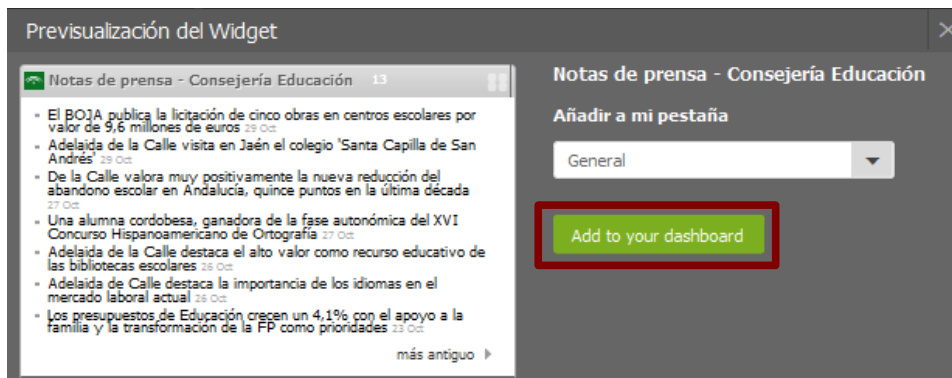 Previsualización del Widget
Notas de prensa - Consejería Educación 13
El BOJA publica la licitación de cinco obras en centros escolares por
valor de 9,6 millones de euros 29 Oct
Adelaida de la Calle visita en Jaén el colegio 'Santa Capilla de San
Andrés' 29 Oct
De la Calle valora muy positivamente la nueva reducción del
abandono escolar en Andalucía, quince puntos en la última década
27 Oct
Una alumna cordobesa, ganadora de la fase autonómica del XVI
Concurso Hispanoamericano de Ortografía 27 Oct
Adelaida de la Calle destaca el alto valor como recurso educativo de
las bibliotecas escolares 26 Oct
Adelaida de Calle destaca la importancia de los idiomas en el
mercado laboral actual 26 Oct
Los presupuestos de Educación crecen un 4,1% con el apoyo a la
familia y la transformación de la FP como prioridades 23 Oct
más antiguo
Notas de prensa - Consejería Educación
Añadir a mi pestaña
General
Add to your dashboard